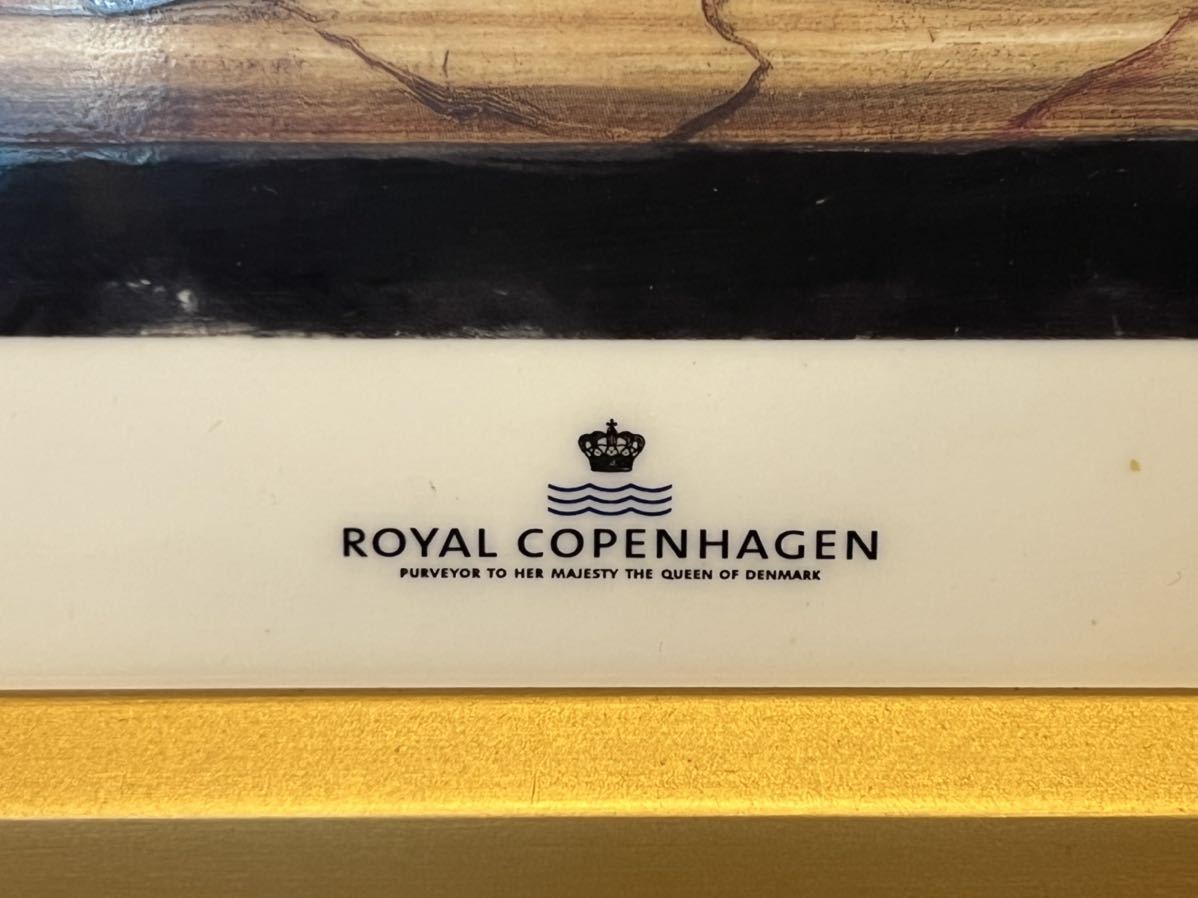 ROYAL COPENHAGEN
PURVEYOR TO HER MAJESTY THE QUEEN OF DENMARK